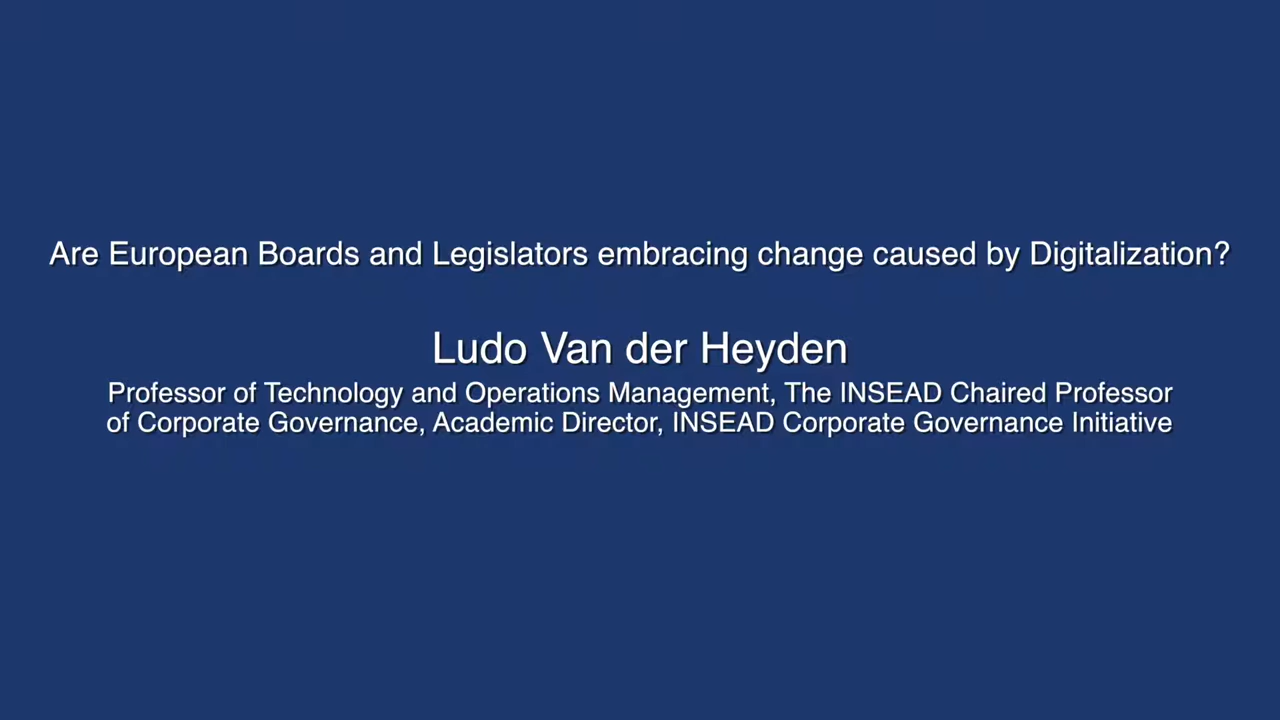 Are European Boards and Legislators embracing change caused by Digitalization?
Ludo Van der Heyden
Professor of Technology and Operations Management, The INSEAD Chaired Professor
of Corporate Governance, Academic Director, INSEAD Corporate Governance Initiative